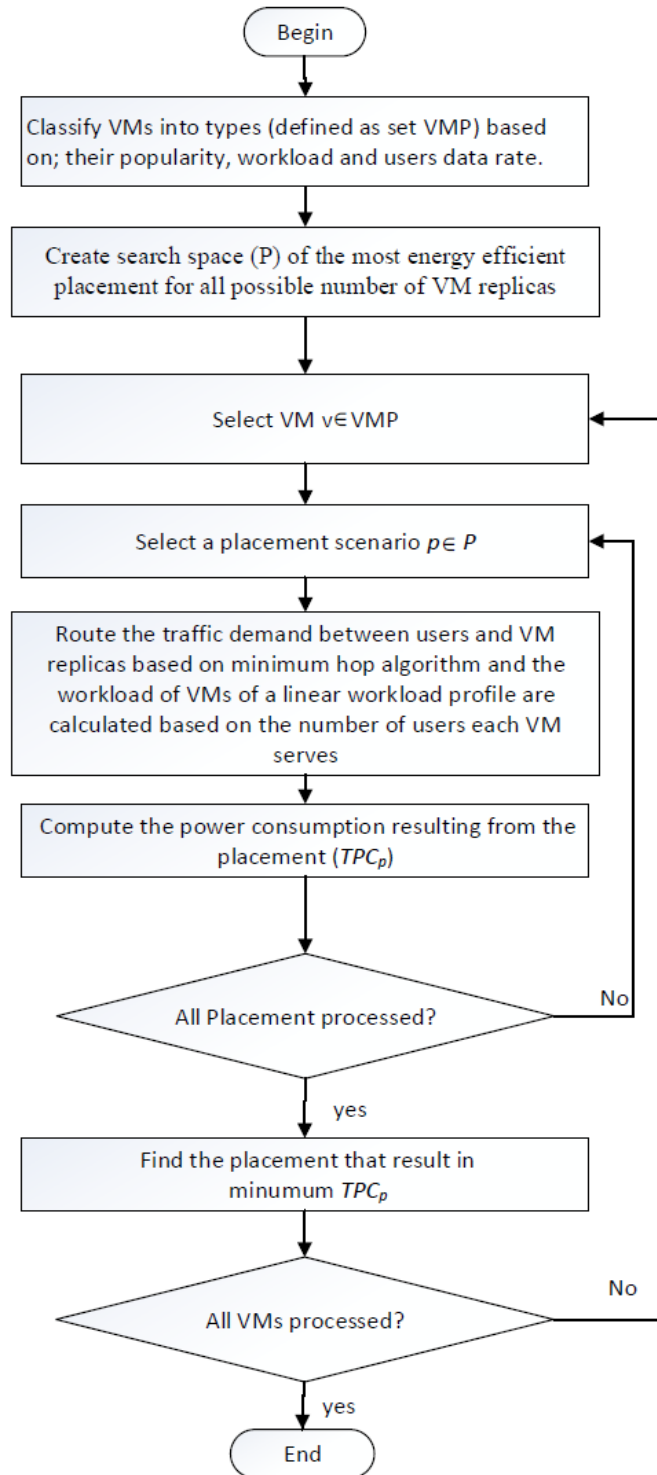 Begin
Classify VMs into types (defined as set VMP) based
on; their popularity, workload and users data rate.
Create search space (P) of the most energy efficient
placement for all possible number of VM replicas
Select VM v∈VMP
Select a placement scenario p∈ P
Route the traffic demand between users and VM
replicas based on minimum hop algorithm and the
workload of VMs of a linear workload profile are
calculated based on the number of users each VM
serves
Compute the power consumption resulting from the
placement (TPCp)
All Placement processed?
No
yes
Find the placement that result in
minumum TPCp
All VMs processed?
No
yes
End